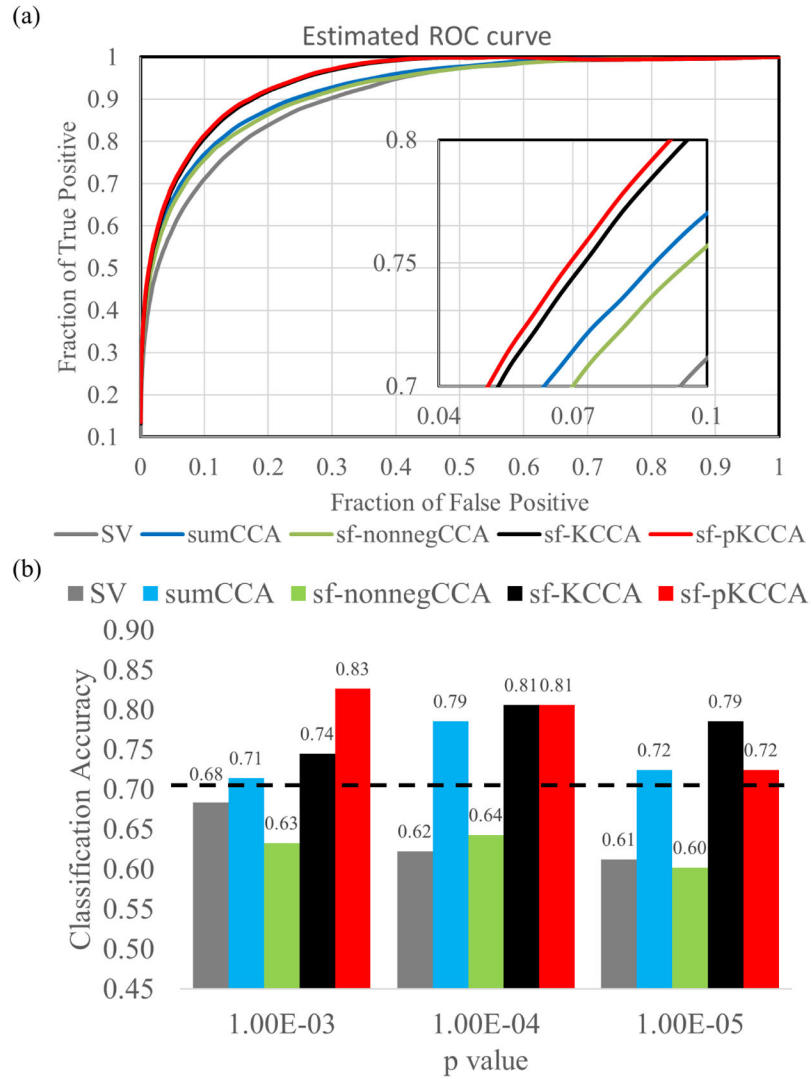 (a)
Estimated ROC curve
Fraction of True Positive
1
0.9
0.8
0.7
0.6
0.5
0.4
0.3
0.2
0.1
0.8
0.75
0.7
0.04 0.07 0.1
0 0.1 0.2 0.3 0.4 0.5 0.6 0.7 0.8 0.9 1
Fraction of False Positive
SV sumCCA sf-nonnegCCA sf-KCCA sf-pKCCA
(b)
SV sumCCA sf-nonnegCCA sf-KCCA sf-pKCCA
Classification Accuracy
0.90
0.85
0.80
0.75
0.70
0.65
0.60
0.55
0.50
0.45
0.68 0.71 0.63 0.74 0.83
0.62 0.79 0.64 0.81 0.81
0.61 0.72 0.60 0.79 0.72
1.00E-03 1.00E-04 1.00E-05
p value